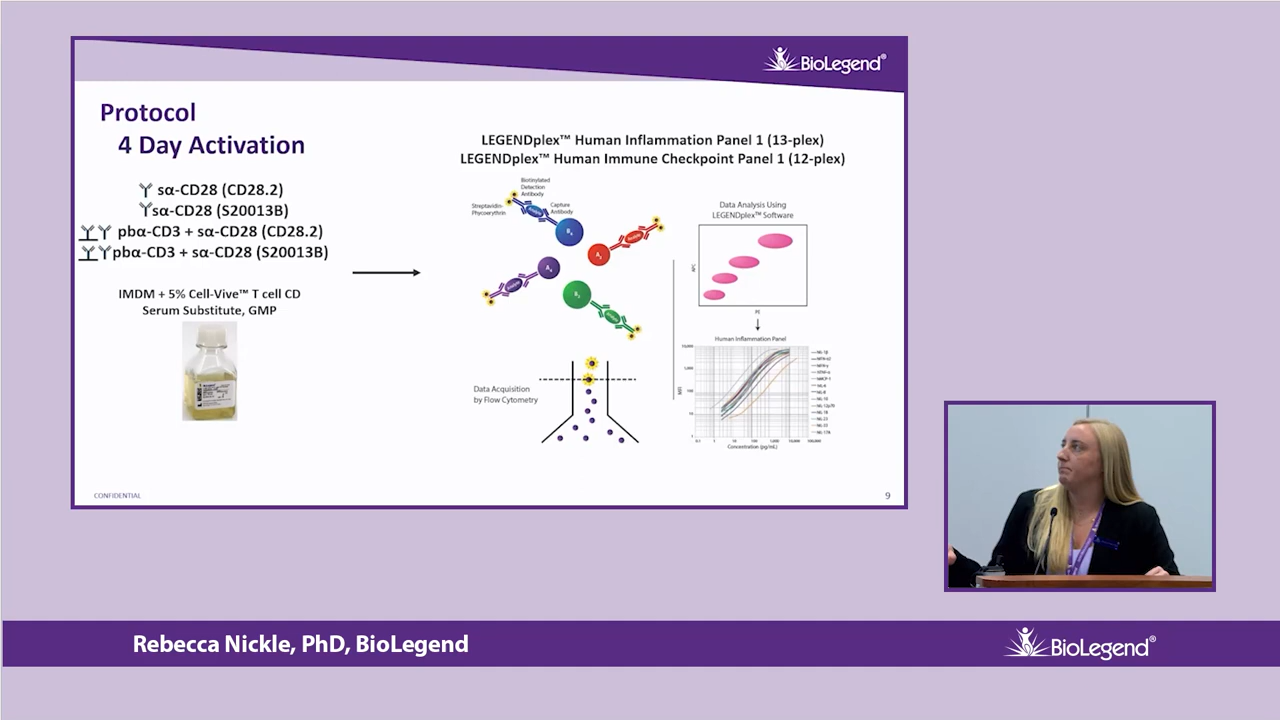 BioLegend®
Protocol
4 Day Activation
sα-CD28 (CD28.2)
sα-CD28 (S20013B)
pbα-CD3 + sα-CD28 (CD28.2)
pbα-CD3 + sα-CD28 (S20013B)
IMDM + 5% Cell-Vive™ T cell CD
Serum Substitute, GMP
LEGENDplex™ Human Inflammation Panel 1 (13-plex)
LEGENDplex™ Human Immune Checkpoint Panel 1 (12-plex)
Biotinylated
Detection
Antibody
Streptavidin-
Phycoerythrin
Capture
Antibody
Data Acquisition
by Flow Cytometry
Data Analysis Using
LEGENDplex™ Software
APC
PE
Human Inflammation Panel
MFI
Concentration (pg/mL)
CONFIDENTIAL
9
Rebecca Nickle, PhD, BioLegend
BioLegend®